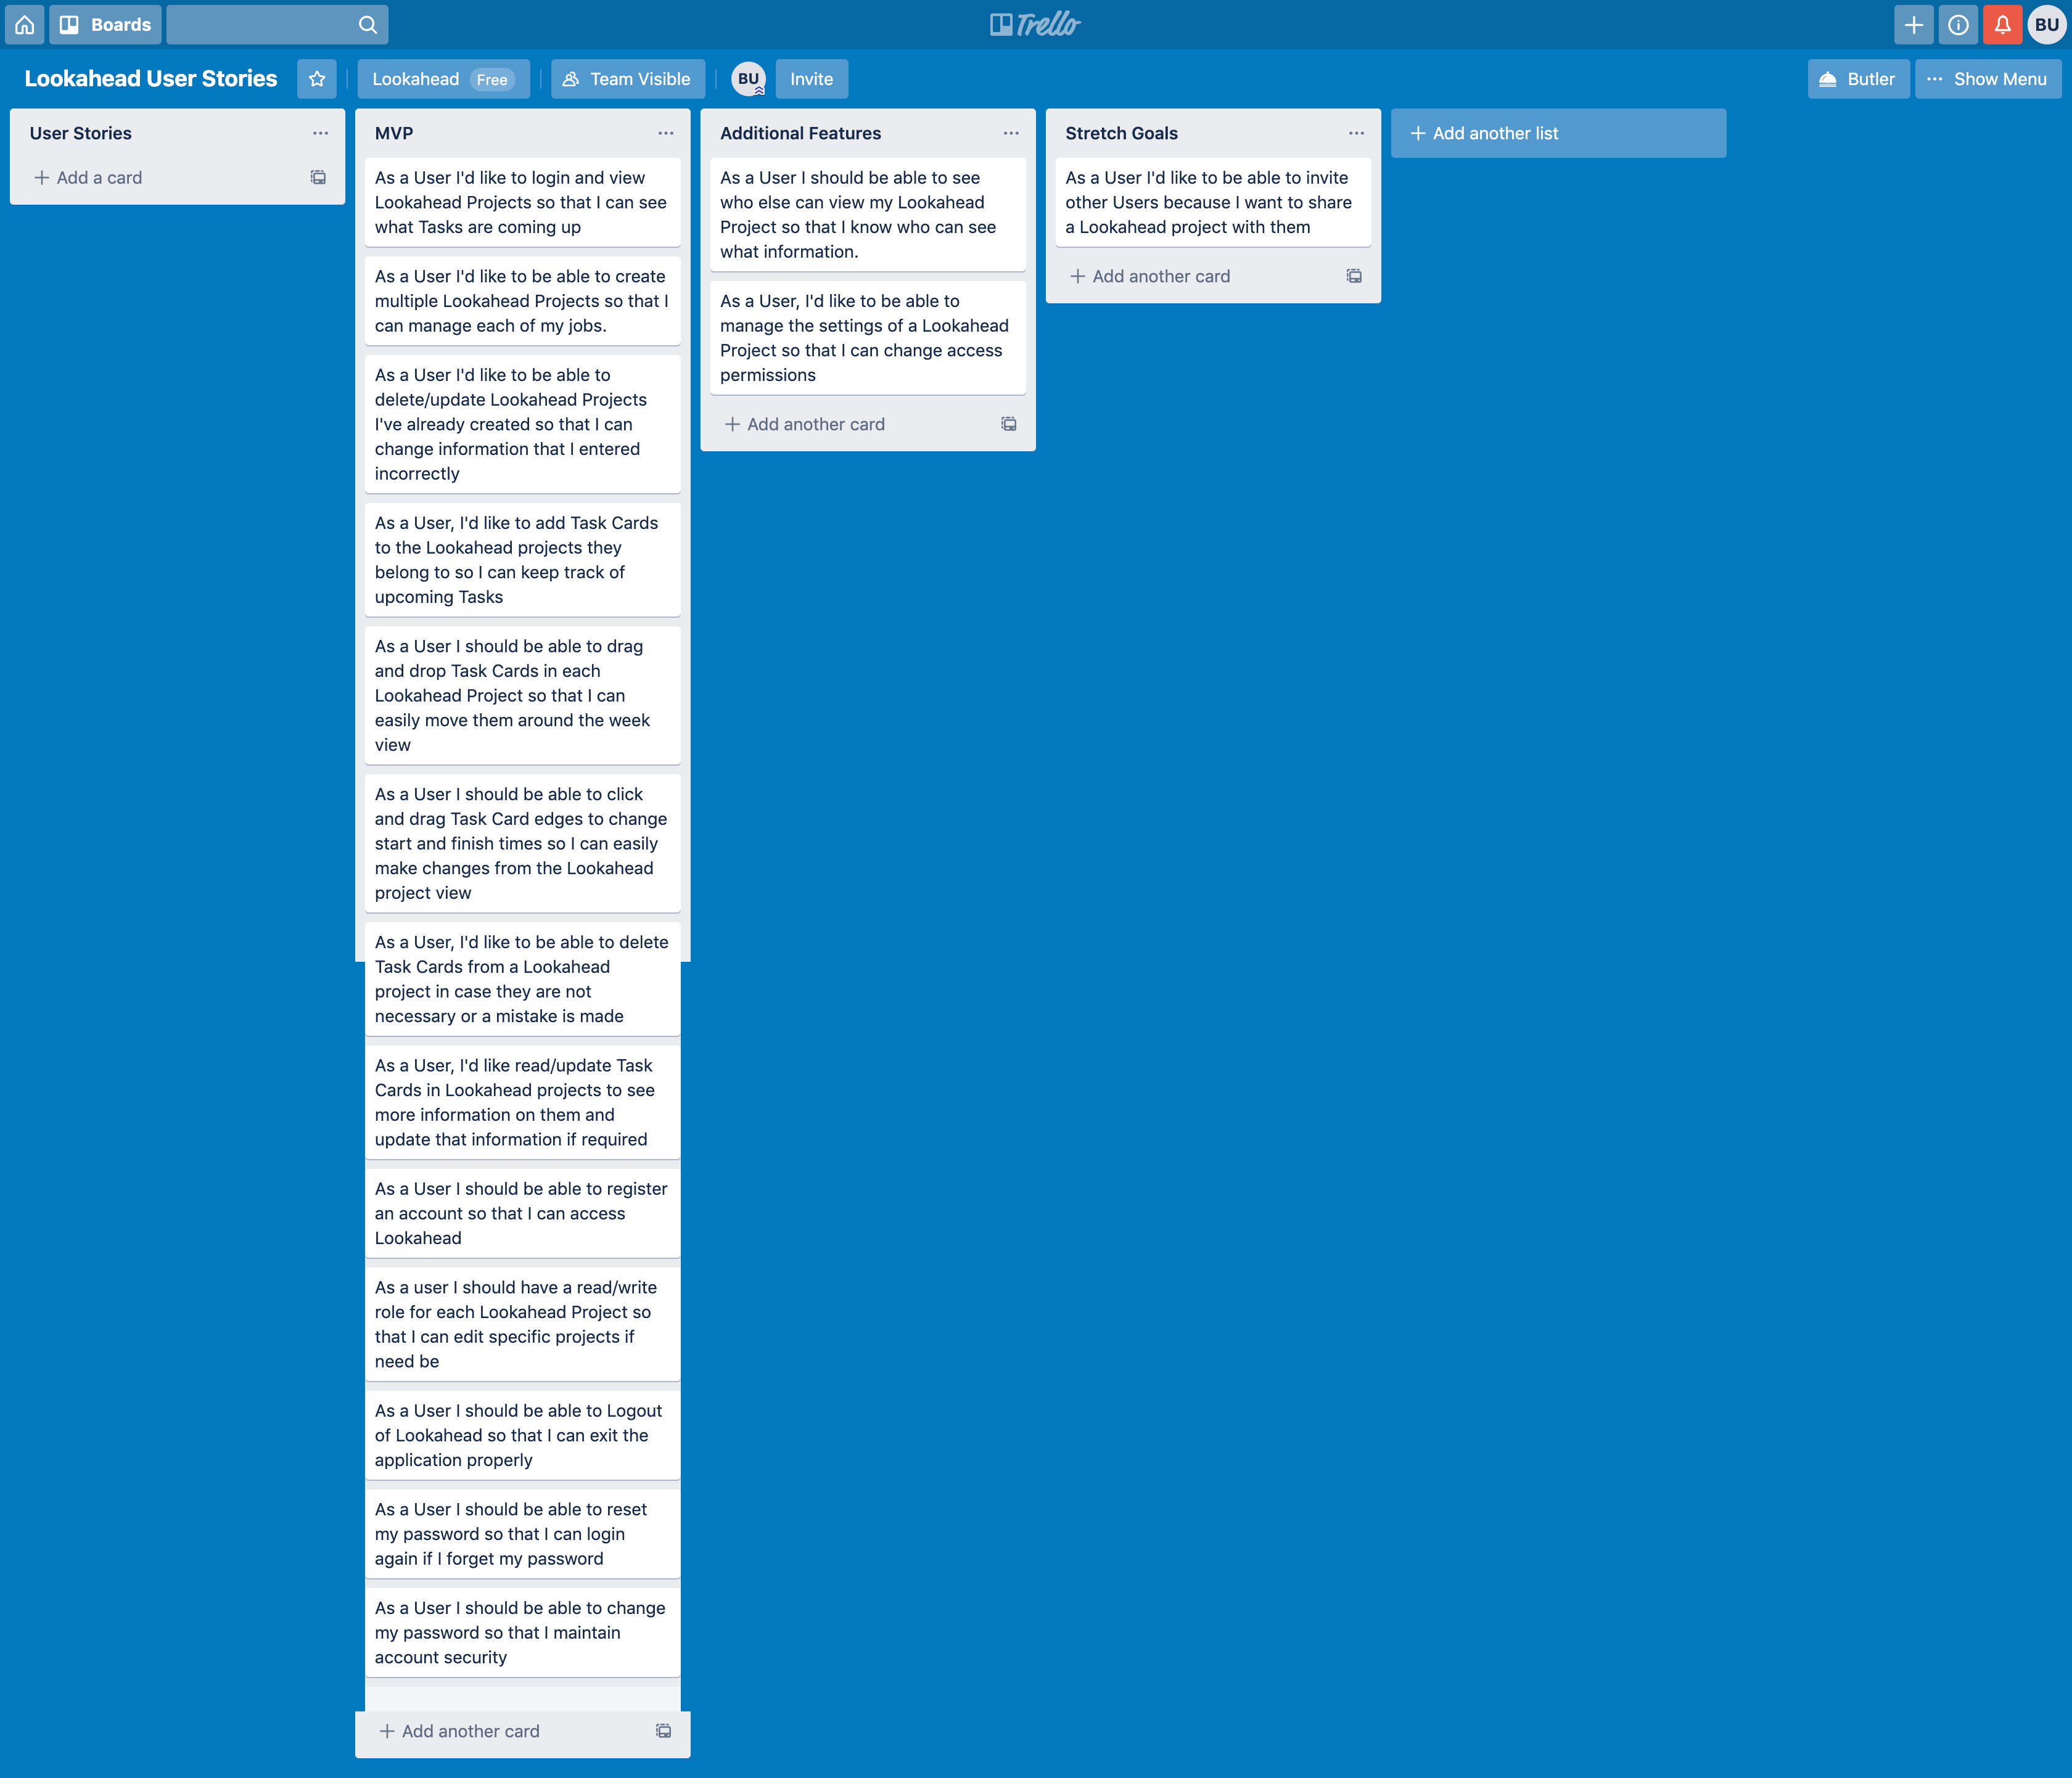 Boards
Trello
BU
Lookahead User Stories
Lookahead Free
Team Visible
BU
Invite
Butler
Show Menu
User Stories
Add a card
MVP
As a User I'd like to login and view
Lookahead Projects so that I can see
what Tasks are coming up
As a User I'd like to be able to create
multiple Lookahead Projects so that I
can manage each of my jobs.
As a User I'd like to be able to
delete/update Lookahead Projects
I've already created so that I can
change information that I entered
incorrectly
As a User, I'd like to add Task Cards
to the Lookahead projects they
belong to so I can keep track of
upcoming Tasks
As a User I should be able to drag
and drop Task Cards in each
Lookahead Project so that I can
easily move them around the week
view
As a User I should be able to click
and drag Task Card edges to change
start and finish times so I can easily
make changes from the Lookahead
project view
As a User, I'd like to be able to delete
Task Cards from a Lookahead
project in case they are not
necessary or a mistake is made
As a User, I'd like read/update Task
Cards in Lookahead projects to see
more information on them and
update that information if required
As a User I should be able to register
an account so that I can access
Lookahead
As a user I should have a read/write
role for each Lookahead Project so
that I can edit specific projects if
need be
As a User I should be able to Logout
of Lookahead so that I can exit the
application properly
As a User I should be able to reset
my password so that I can login
again if I forget my password
As a User I should be able to change
my password so that I maintain
account security
Add another card
Additional Features
As a User I should be able to see
who else can view my Lookahead
Project so that I know who can see
what information.
As a User, I'd like to be able to
manage the settings of a Lookahead
Project so that I can change access
permissions
Add another card
Stretch Goals
As a User I'd like to be able to invite
other Users because I want to share
a Lookahead project with them
Add another card
Add another list